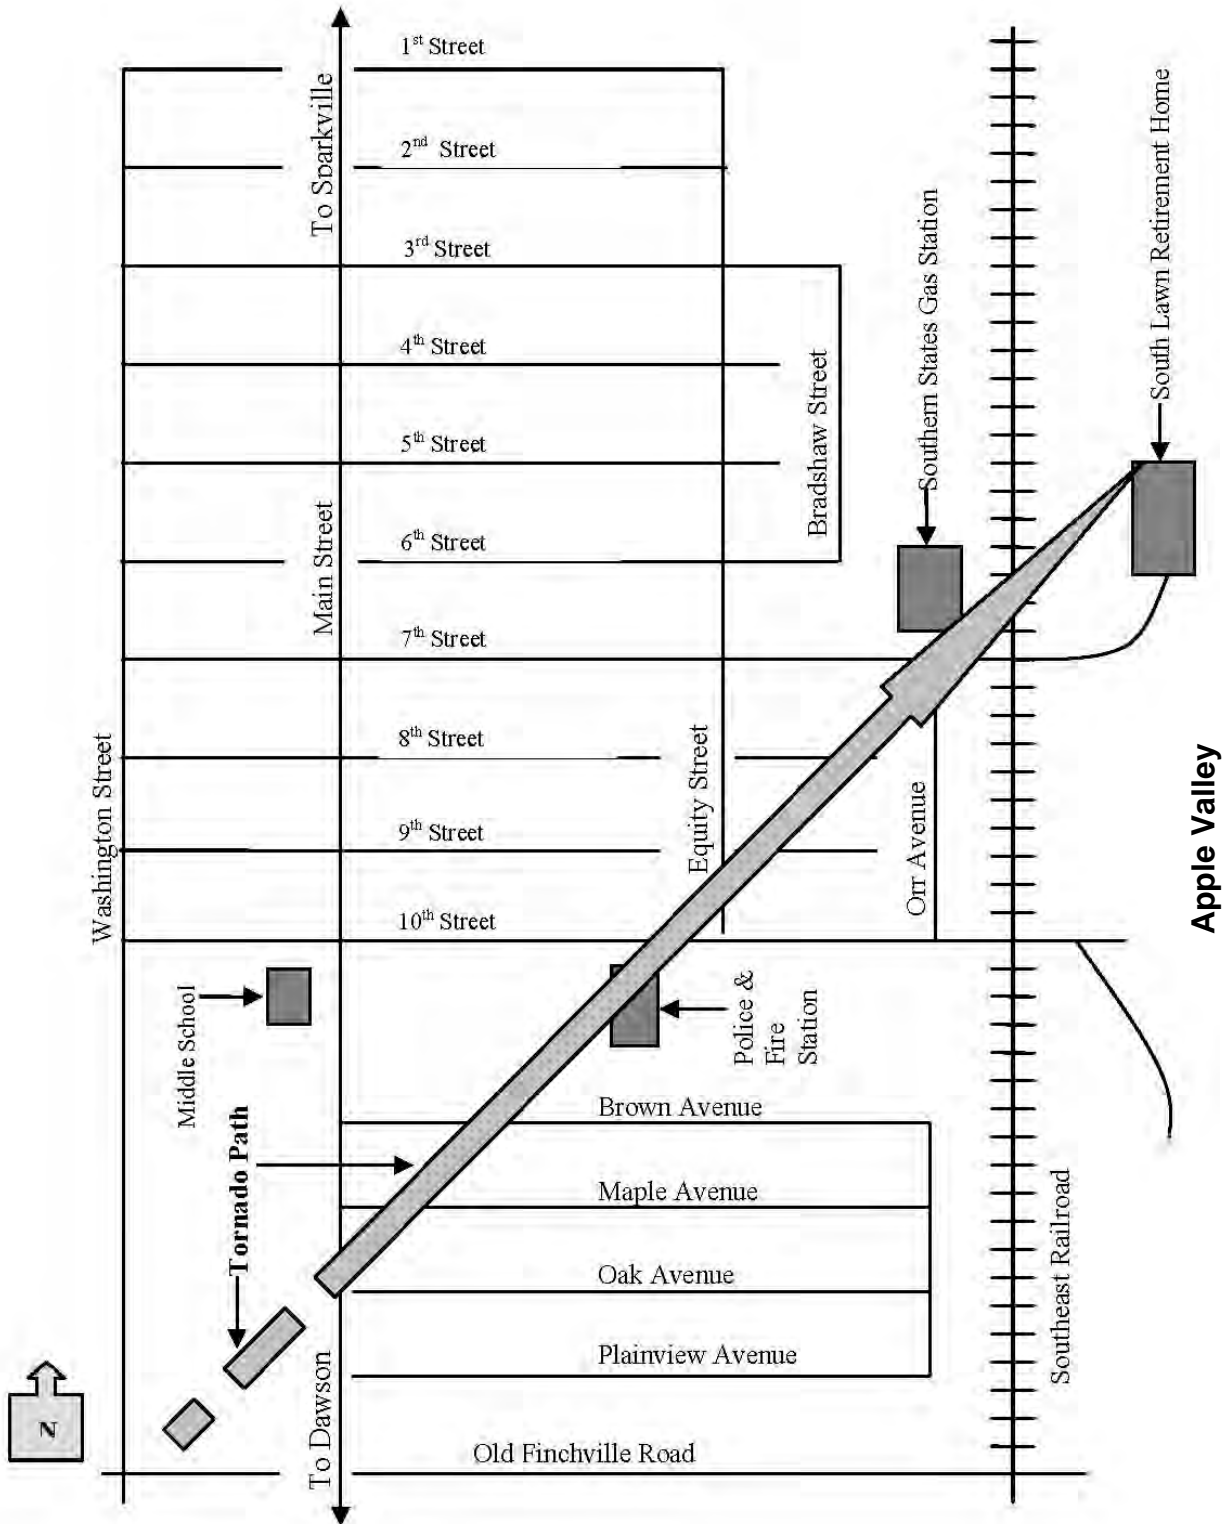 1st Street
To Sparkville
2nd Street
3rd Street
4th Street
5th Street
6th Street
7th Street
8th Street
9th Street
10th Street
Main Street
Bradshaw Street
Southern States Gas Station
South Lawn Retirement Home
Washington Street
Equity Street
Orr Avenue
Apple Valley
Middle School
Police &
Fire
Station
Tornado Path
Brown Avenue
Maple Avenue
Oak Avenue
Plainview Avenue
Southeast Railroad
To Dawson
Old Finchville Road
N